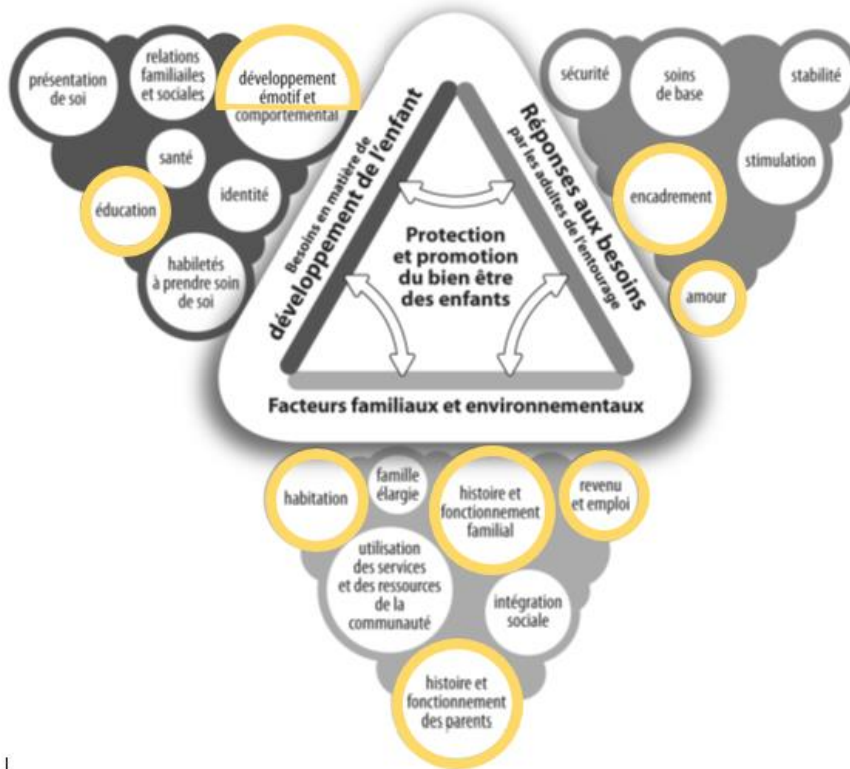 présentation
de soi
relations
familiailes
et sociales
développement
émotif et
comportemental
santé
éducation
identité
habiletés
à prendre soin
de soi
Besoins en matière de
développement de l'enfant
Réponses aux besoins
par les adultes de l'entourage
sécurité
soins
de base
stabilité
stimulation
encadrement
amour
Protection
et promotion
du bien être
des enfants
Facteurs familiaux et environnementaux
habitation
famille
élargie
histoire et
fonctionnement
familial
revenu
et emploi
utilisation
des services
et des ressources
de la
communauté
intégration
sociale
histoire et
fonctionnement
des parents